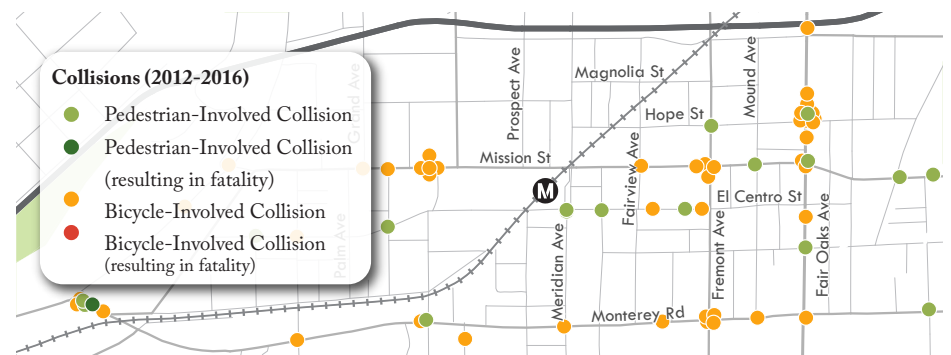 Collisions (2012-2016)
Pedestrian-Involved Collision
Pedestrian-Involved Collision
(resulting in fatality)
Bicycle-Involved Collision
Bicycle-Involved Collision
(resulting in fatality)
Grand Ave
Palm Ave
Prospect Ave
Magnolia St
Mound Ave
Hope St
Mission St
Fairview Ave
M
El Centro St
Meridian Ave
Fremont Ave
Fair Oaks Ave
Monterey Rd